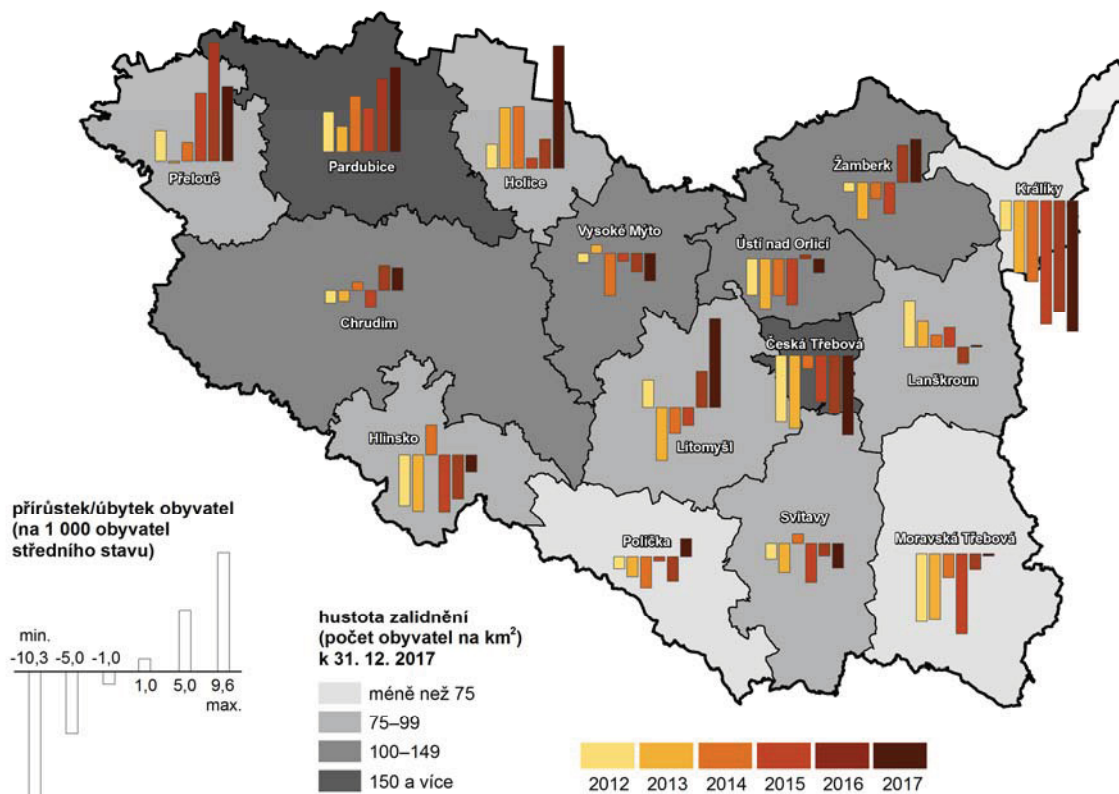 Přelouč
Pardubice
Holice
Žamberk
Králíky
Vysoké Mýto
Ústí nad Orlicí
Chrudim
Česká Třebová
Lanškroun
Hlinsko
Litomyšl
Polička
Svitavy
Moravská Třebová
přírůstek/úbytek obyvatel
(na 1 000 obyvatel
středního stavu)
min.
-10,3 -5,0 -1,0
1,0 5,0 9,6
max.
hustota zalidnění
(počet obyvatel na km²)
k 31. 12. 2017
méně než 75
75–99
100–149
150 a více
2012 2013 2014 2015 2016 2017